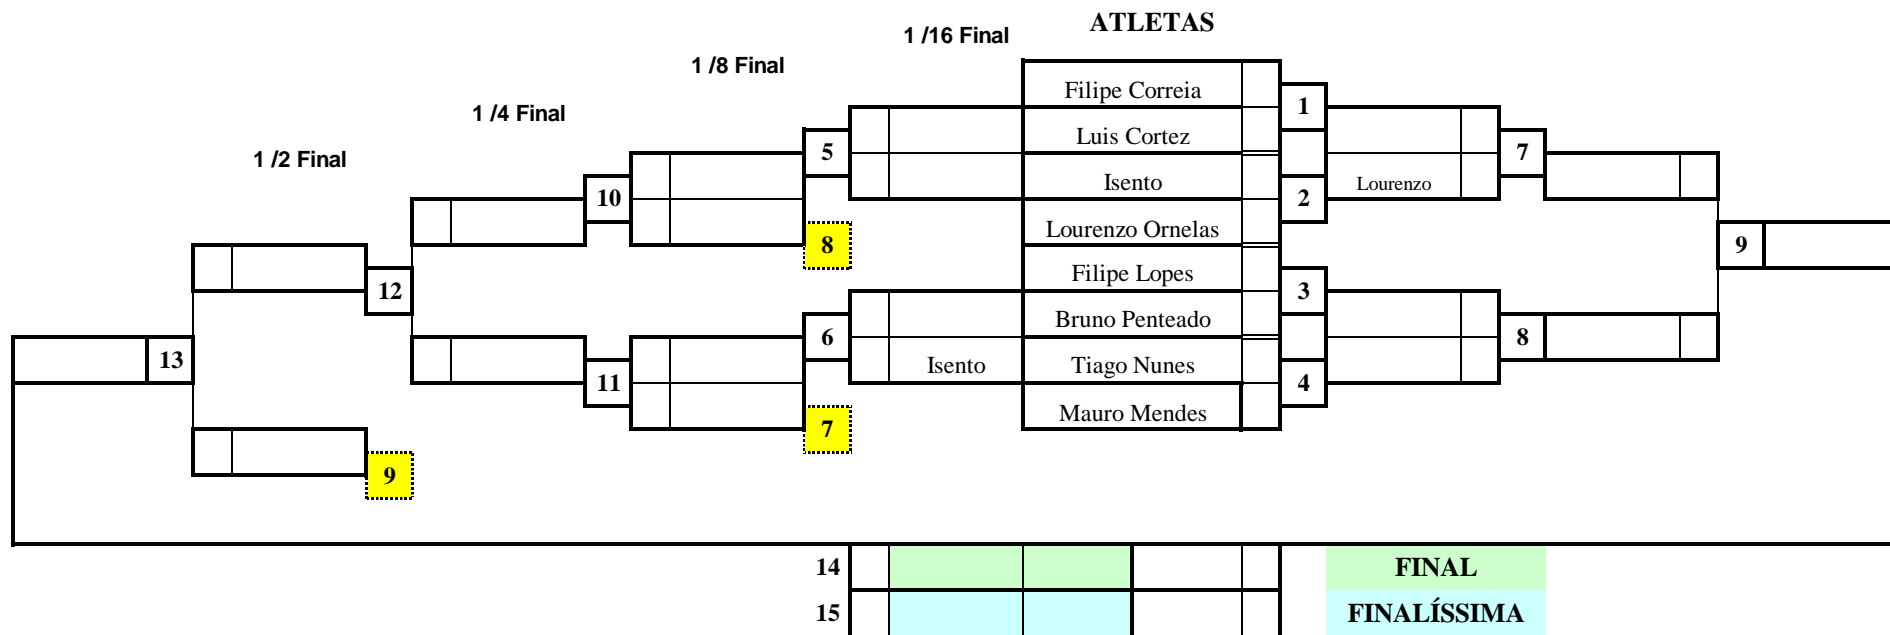 ATLETAS
1 /16 Final
1 /8 Final
Filipe Correia
1
1 /4 Final
Luis Cortez
5
7
1 /2 Final
Isento
Lourenzo
10
2
Lourenzo Ornelas
8
9
Filipe Lopes
12
3
Bruno Penteado
6
8
13
Isento
Tiago Nunes
11
4
Mauro Mendes
7
9
14
FINAL
15
FINALÍSSIMA